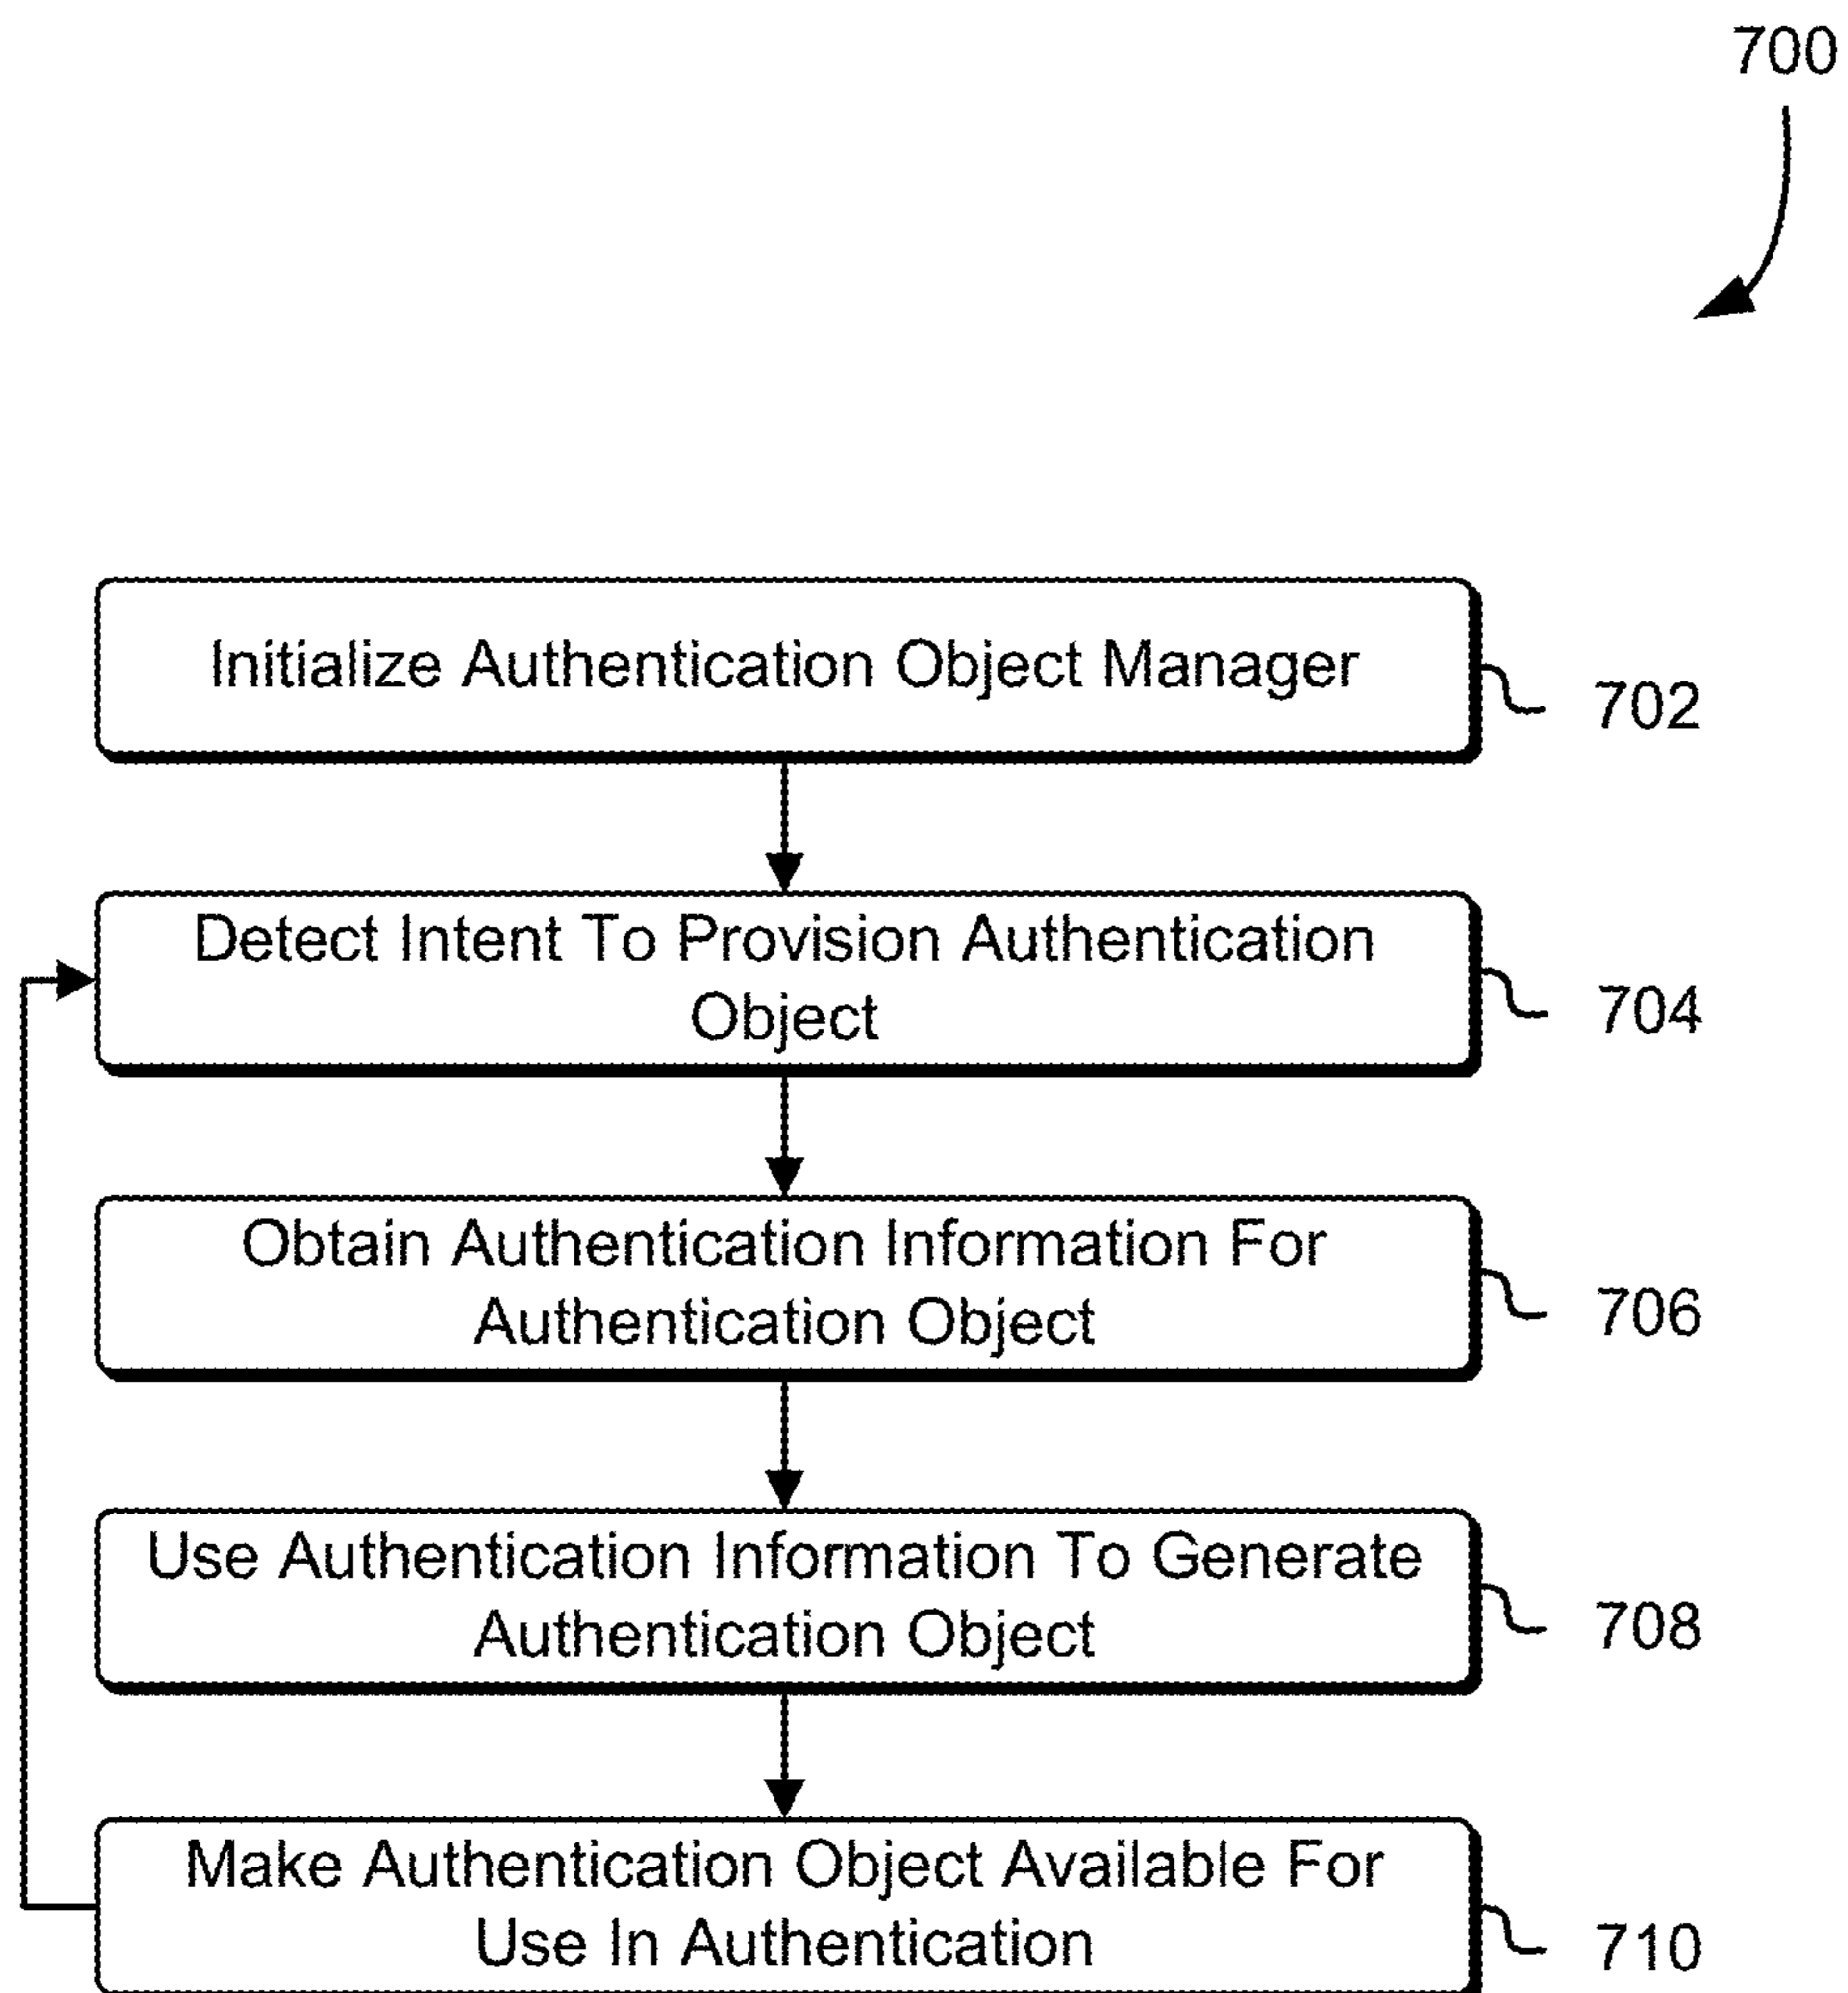 700
Initialize Authentication Object Manager
702
Detect Intent To Provision Authentication
Object
704
Obtain Authentication Information For
Authentication Object
706
Use Authentication Information To Generate
Authentication Object
708
Make Authentication Object Available For
Use In Authentication
710